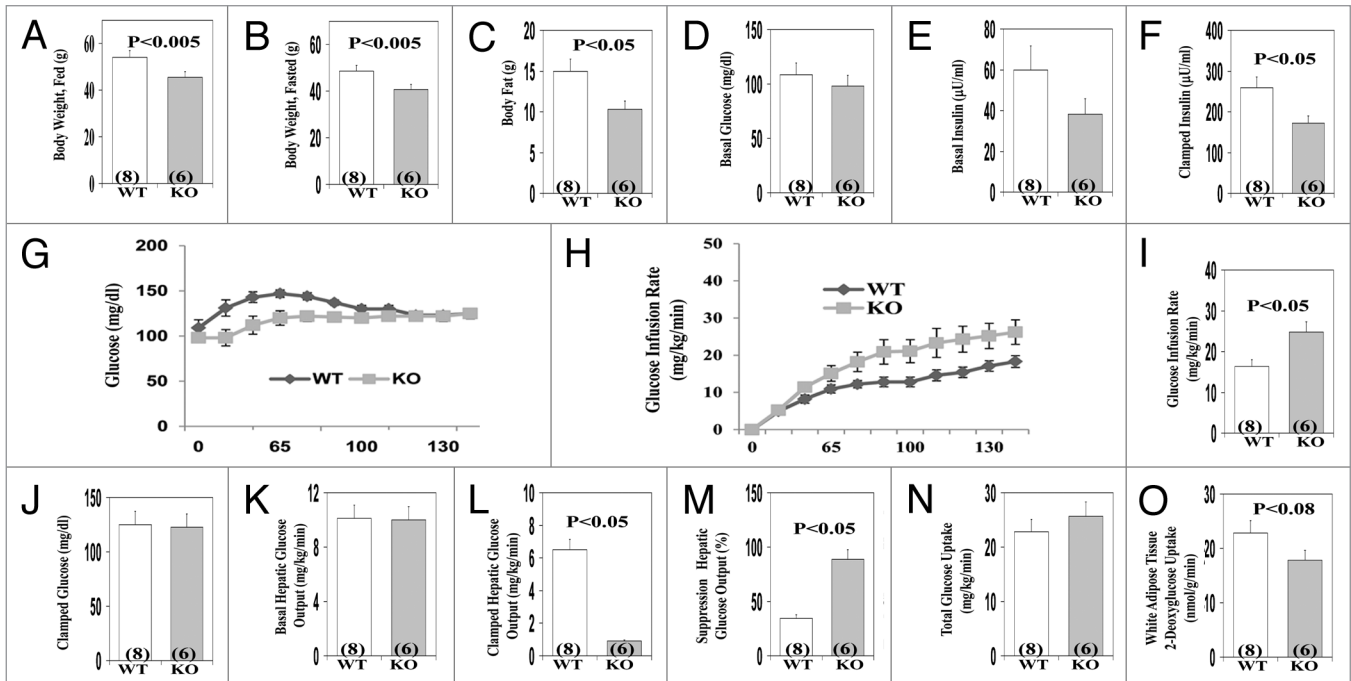 A
Body Weight, Fed (g)
60
40
20
0
P<0.005
(8)
(6)
WT
KO
B
Body Weight, Fasted (g)
60
40
20
0
P<0.005
(8)
(6)
WT
KO
C
Body Fat (g)
20
15
10
5
0
P<0.05
(8)
(6)
WT
KO
D
Basal Glucose (mg/dl)
150
100
50
0
(8)
(6)
WT
KO
E
Basal Insulin (µU/ml)
80
60
40
20
0
(8)
(6)
WT
KO
F
Clamped Insulin (µU/ml)
400
300
200
100
0
P<0.05
(8)
(6)
WT
KO
G
Glucose (mg/dl)
200
150
100
50
0
WT
KO
0
65
100
130
H
Glucose Infusion Rate
(mg/kg/min)
50
40
30
20
10
0
WT
KO
0
65
100
130
I
Glucose Infusion Rate
(mg/kg/min)
40
30
20
10
0
P<0.05
(8)
(6)
WT
KO
J
Clamped Glucose (mg/dl)
150
125
100
75
50
25
0
(8)
(6)
WT
KO
K
Basal Hepatic Glucose
Output (mg/kg/min)
12
10
8
6
4
2
0
(8)
(6)
WT
KO
L
Clamped Hepatic Glucose
Output (mg/kg/min)
10
8
7
6
5
4
3
2
1
0
P<0.05
(8)
(6)
WT
KO
M
Suppression Hepatic
Glucose Output (%)
150
100
50
0
P<0.05
(8)
(6)
WT
KO
N
Total Glucose Uptake
(mg/kg/min)
30
20
10
0
(8)
(6)
WT
KO
O
White Adipose Tissue
2-Deoxyglucose Uptake
(nmol/g/min)
30
20
10
0
P<0.08
(8)
(6)
WT
KO